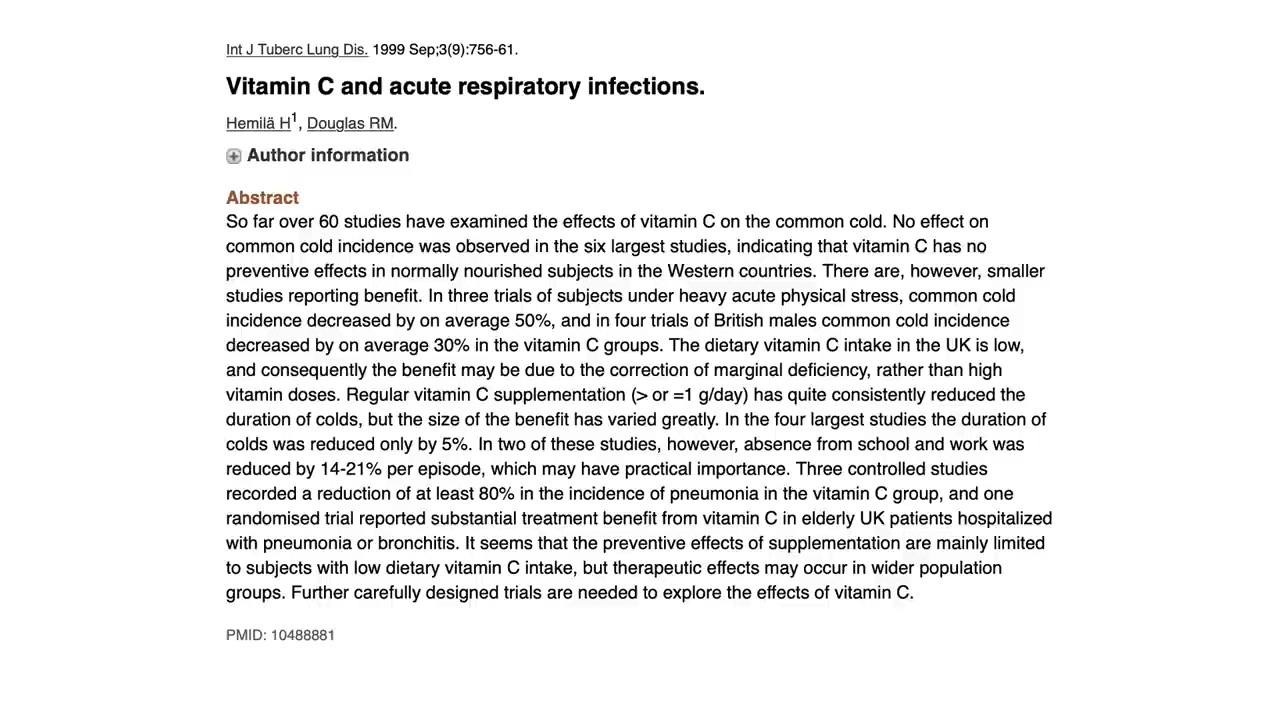 Int J Tuberc Lung Dis. 1999 Sep;3(9):756-61.
Vitamin C and acute respiratory infections.
Hemilä H1, Douglas RM.
Author information
Abstract
So far over 60 studies have examined the effects of vitamin C on the common cold. No effect on
common cold incidence was observed in the six largest studies, indicating that vitamin C has no
preventive effects in normally nourished subjects in the Western countries. There are, however, smaller
studies reporting benefit. In three trials of subjects under heavy acute physical stress, common cold
incidence decreased by on average 50%, and in four trials of British males common cold incidence
decreased by on average 30% in the vitamin C groups. The dietary vitamin C intake in the UK is low,
and consequently the benefit may be due to the correction of marginal deficiency, rather than high
vitamin doses. Regular vitamin C supplementation (> or =1 g/day) has quite consistently reduced the
duration of colds, but the size of the benefit has varied greatly. In the four largest studies the duration of
colds was reduced only by 5%. In two of these studies, however, absence from school and work was
reduced by 14-21% per episode, which may have practical importance. Three controlled studies
recorded a reduction of at least 80% in the incidence of pneumonia in the vitamin C group, and one
randomised trial reported substantial treatment benefit from vitamin C in elderly UK patients hospitalized
with pneumonia or bronchitis. It seems that the preventive effects of supplementation are mainly limited
to subjects with low dietary vitamin C intake, but therapeutic effects may occur in wider population
groups. Further carefully designed trials are needed to explore the effects of vitamin C.
PMID: 10488881